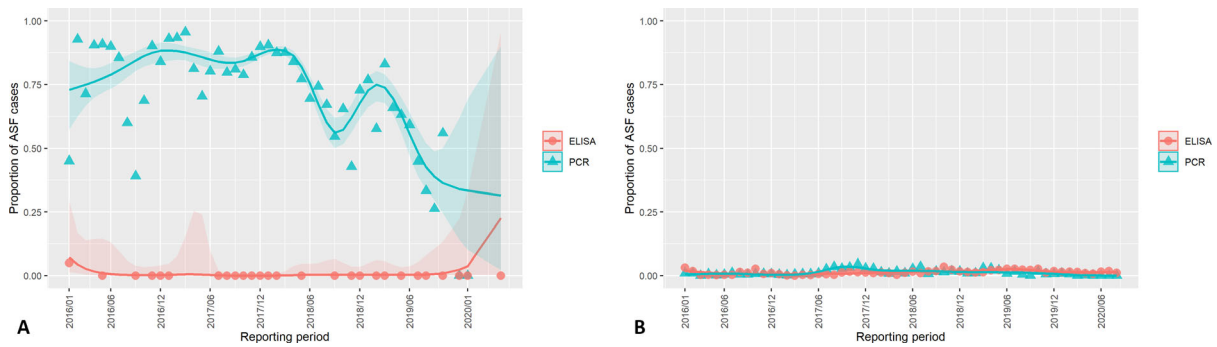 1.00
0.75
0.50
0.25
0.00
Proportion of ASF cases
2016/01
2016/06
2016/12
2017/06
2017/12
2018/06
2018/12
2019/06
2020/01
Reporting period
ELISA
PCR
A
1.00
0.75
0.50
0.25
0.00
Proportion of ASF cases
2016/01
2016/06
2016/12
2017/06
2017/12
2018/06
2018/12
2019/06
2019/12
2020/06
Reporting period
ELISA
PCR
B